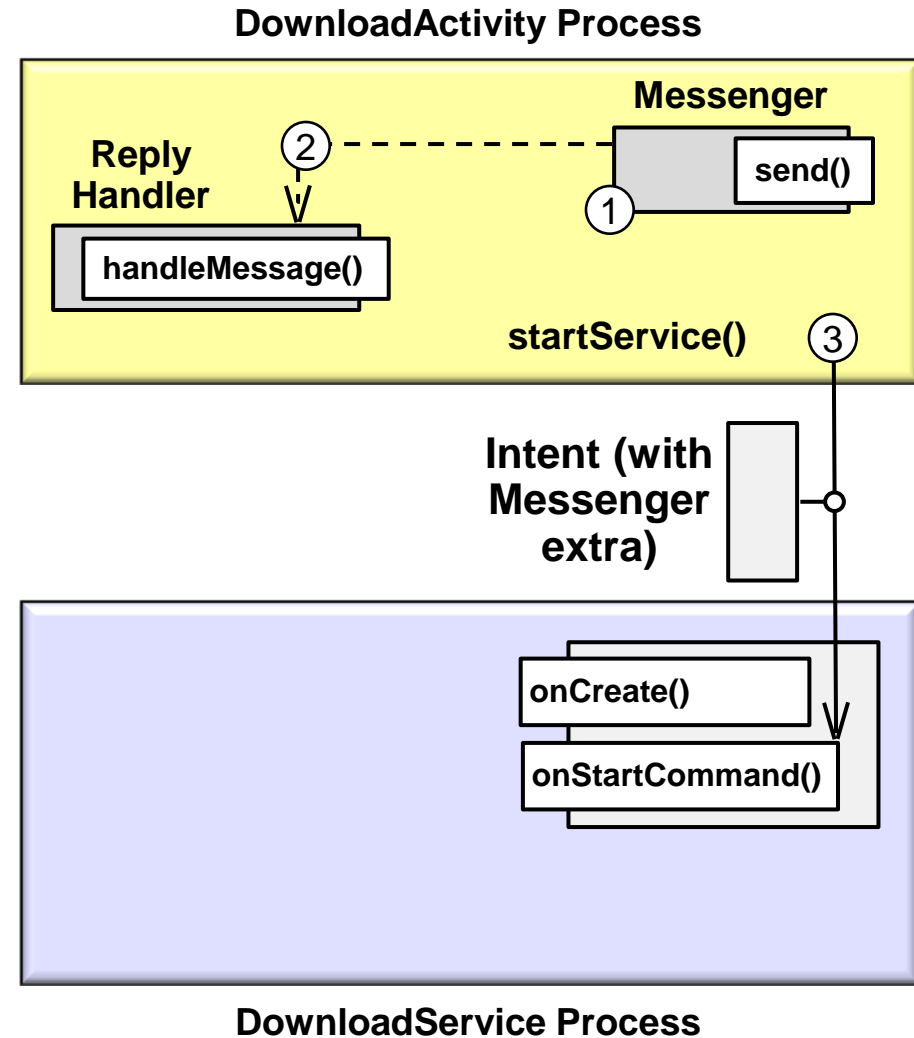 DownloadActivity Process
Messenger
send()
1
2
Reply
Handler
handleMessage()
startService()
3
Intent (with
Messenger
extra)
onCreate()
onStartCommand()
DownloadService Process